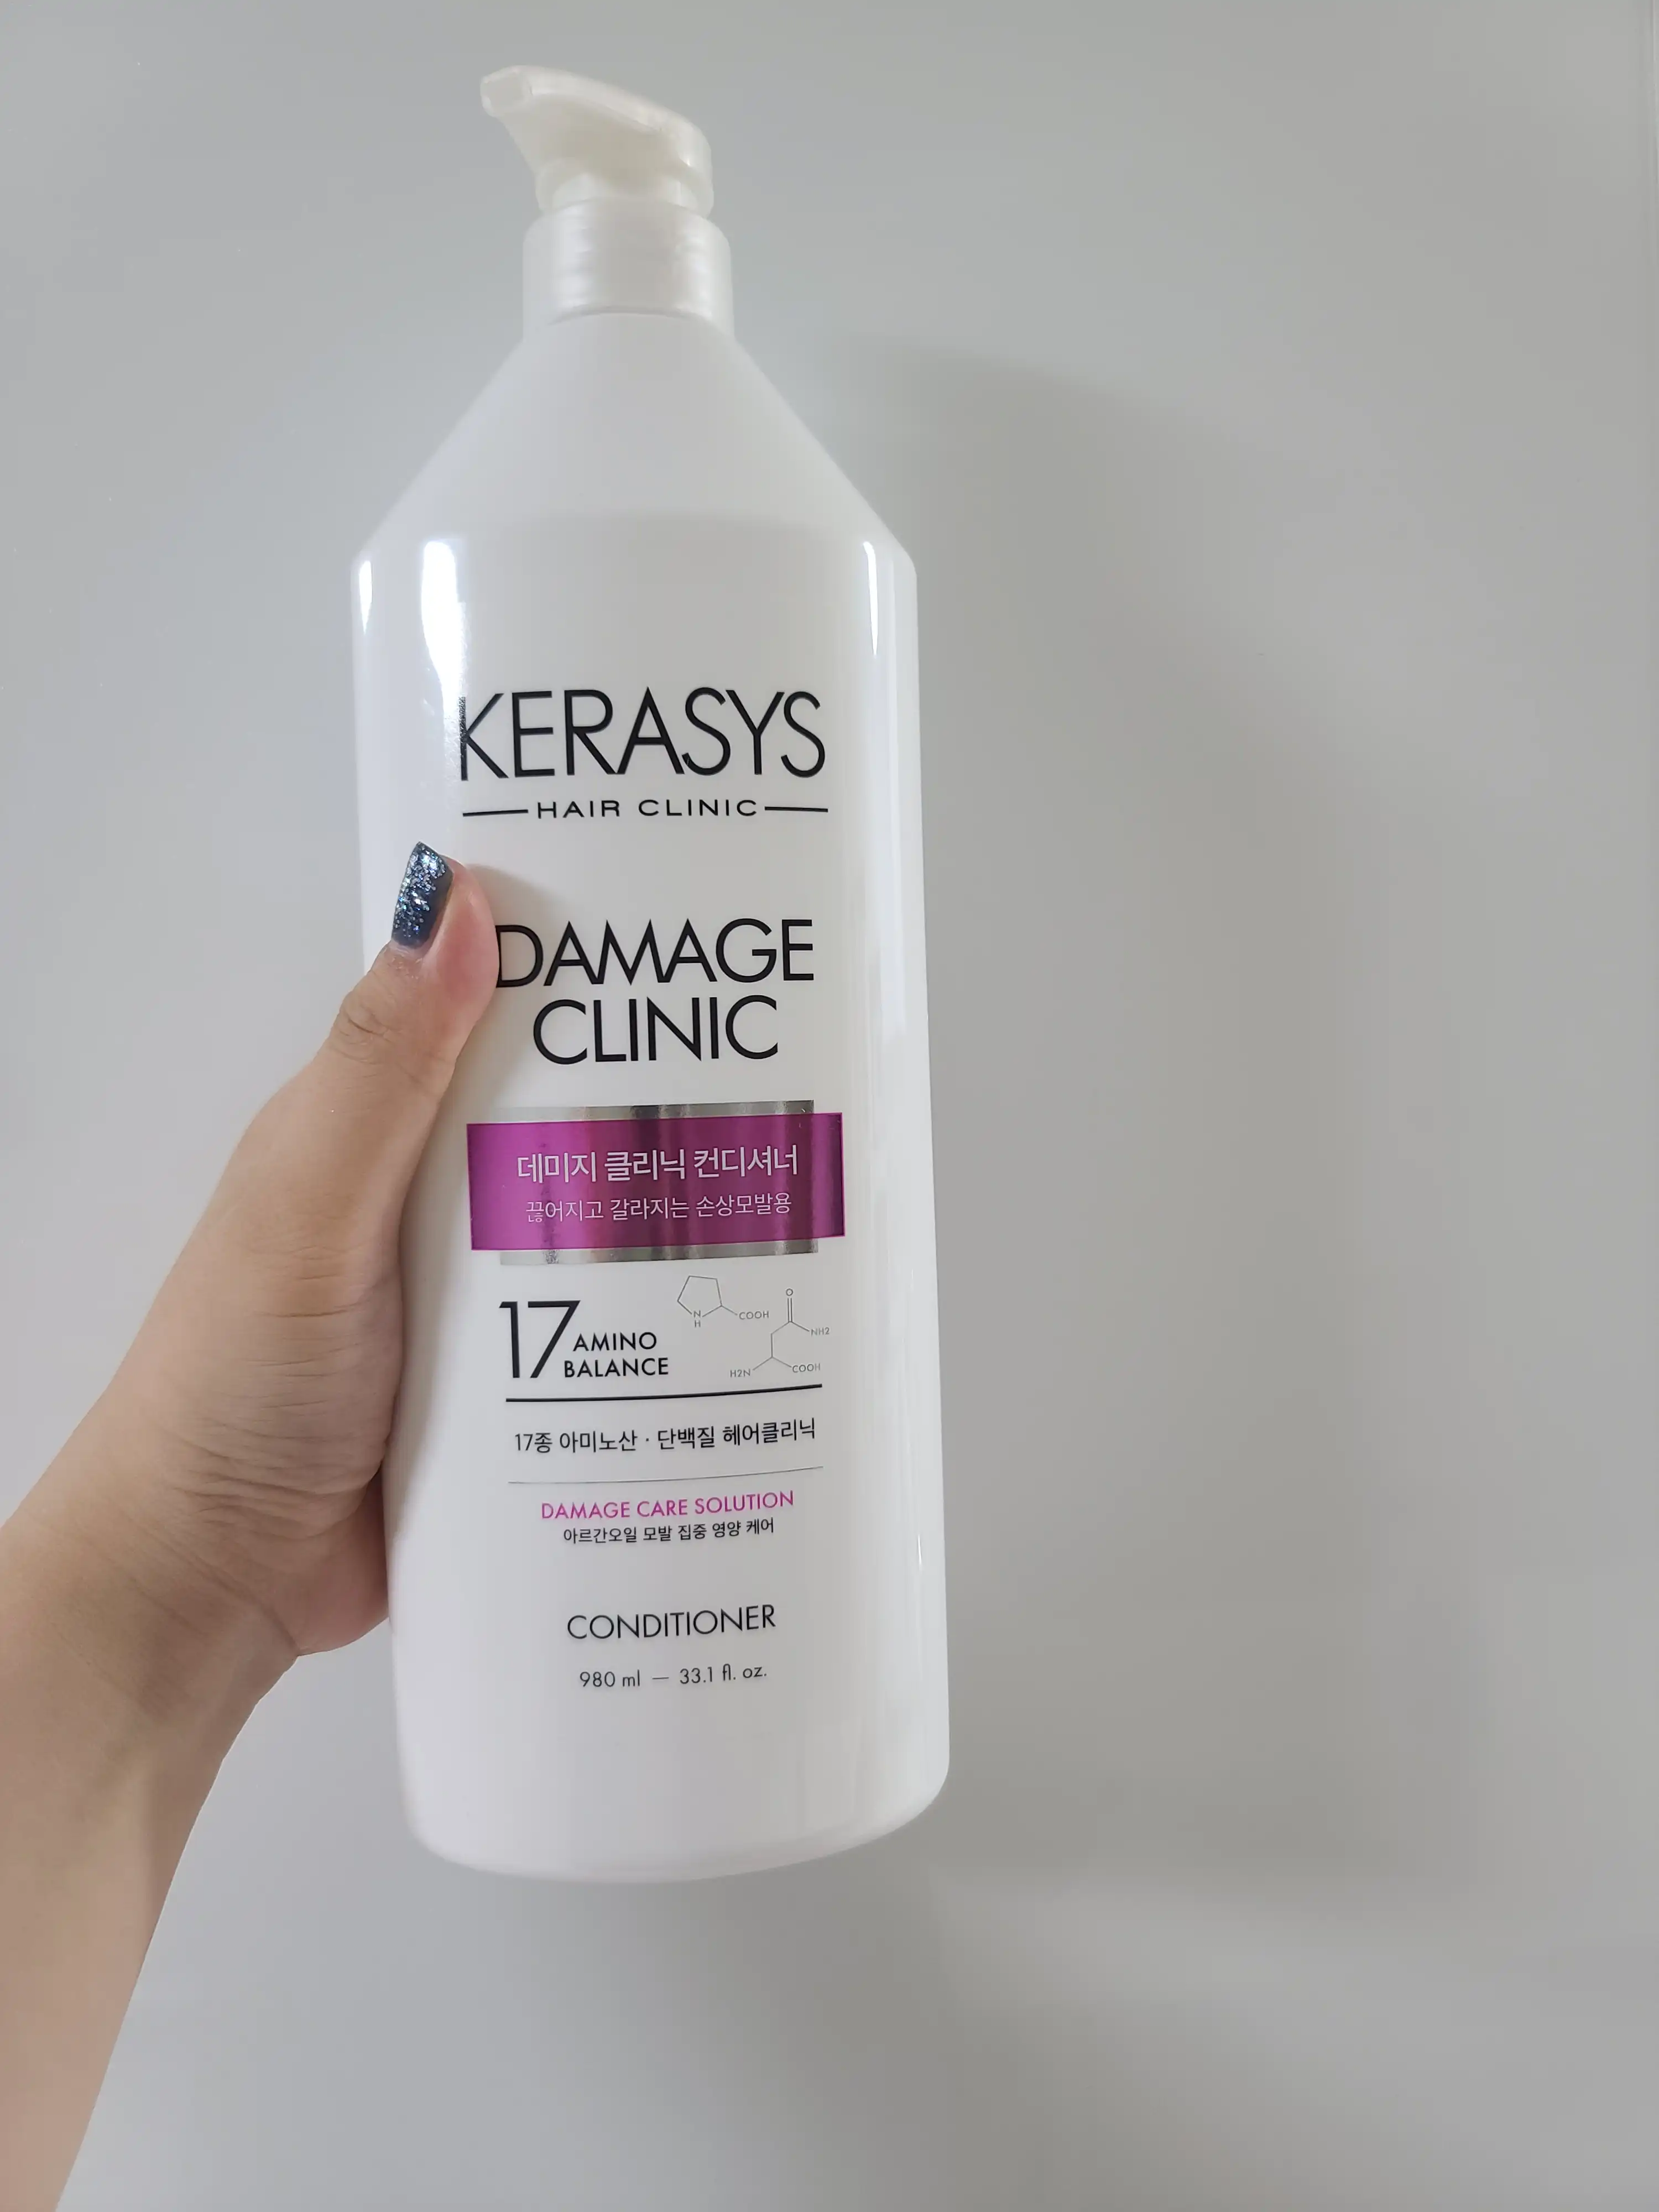 KERASYS
HAIR CLINIC
DAMAGE
CLINIC
데미지 클리닉 컨디셔너
끊어지고 갈라지는 손상모발용
17 AMINO
BALANCE
N
H
COOH
O
NH2
H2N
COOH
17종 아미노산 · 단백질 헤어클리닉
DAMAGE CARE SOLUTION
아르간오일 모발 집중 영양 케어
CONDITIONER
980 ml — 33.1 fl. oz.